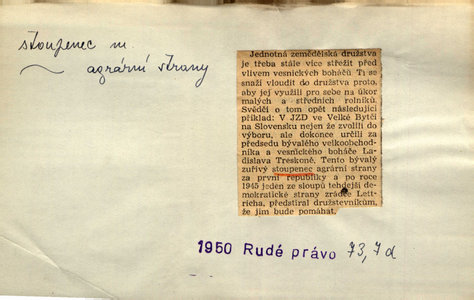 stoupenec m.
~ agrární strany
Jednotná zemědělská družstva
je třeba stále více střežit před
vlivem vesnických boháčů Ti se
snaží vloudit do družstva proto,
aby jej využili pro sebe na úkor
malých a středních rolníků.
Svědčí o tom opět následující
příklad: V JZD ve Velké Bytči
na Slovensku nejen že zvolili do
výboru, ale dokonce určili za
předsedu bývalého velkoobchod-
níka a vesnického boháče La-
dislava Treskoně. Tento bývalý
zuřivý stoupenec agrární strany
za první republiky a po roce
1945 jeden ze sloupů tehdejší de-
mokratické strany zrádce Lett-
richa, předstíral družstevníkům,
že jim bude pomáhat.
1950 Rudé právo 73,7d